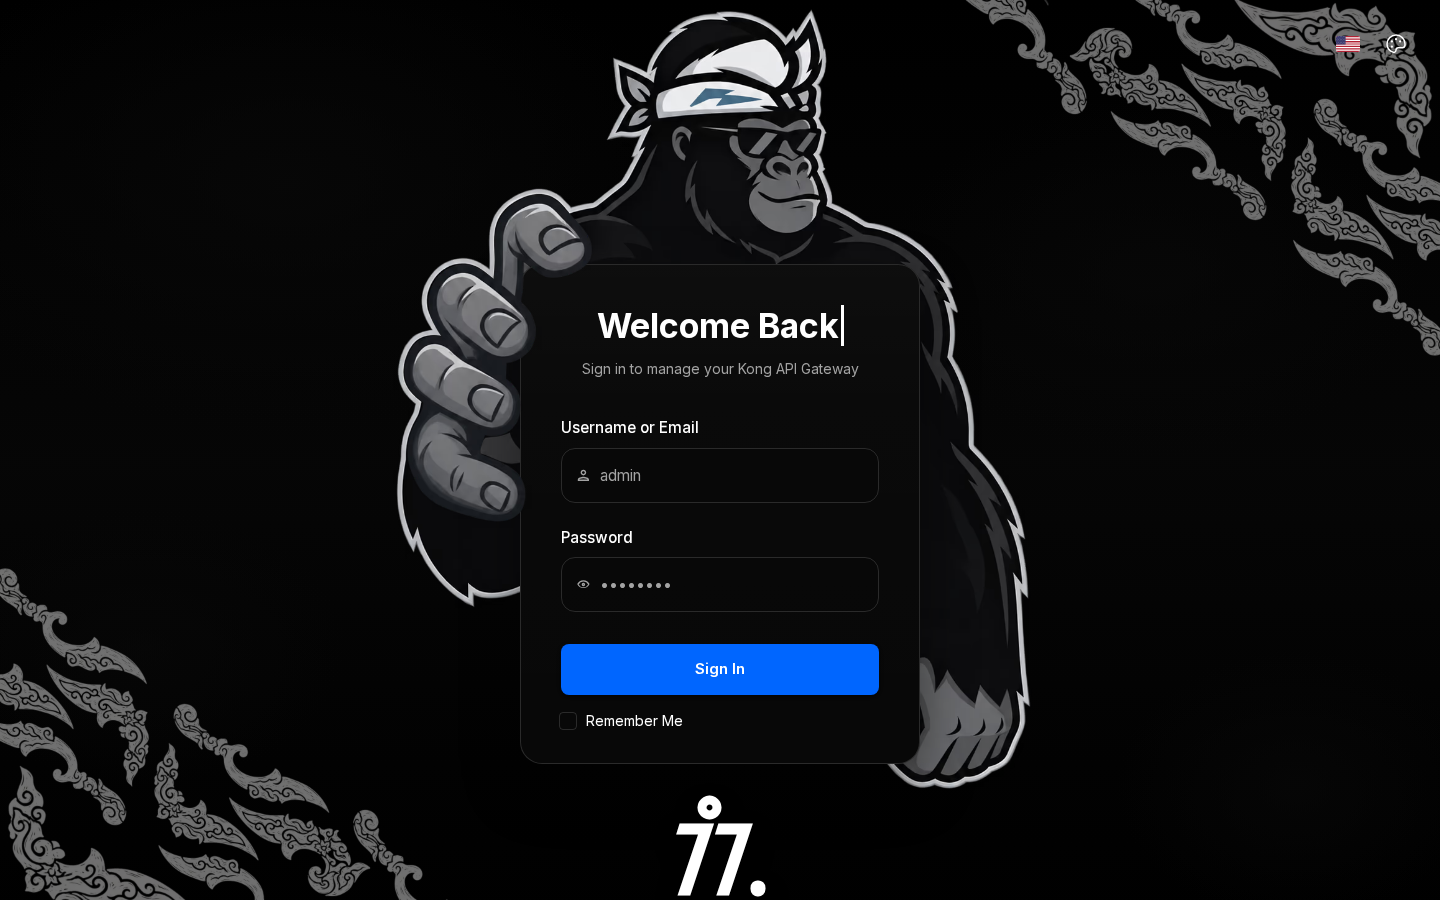 Welcome Back
Sign in to manage your Kong API Gateway
Username or Email
admin
Password
••••••••
Sign In
Remember Me